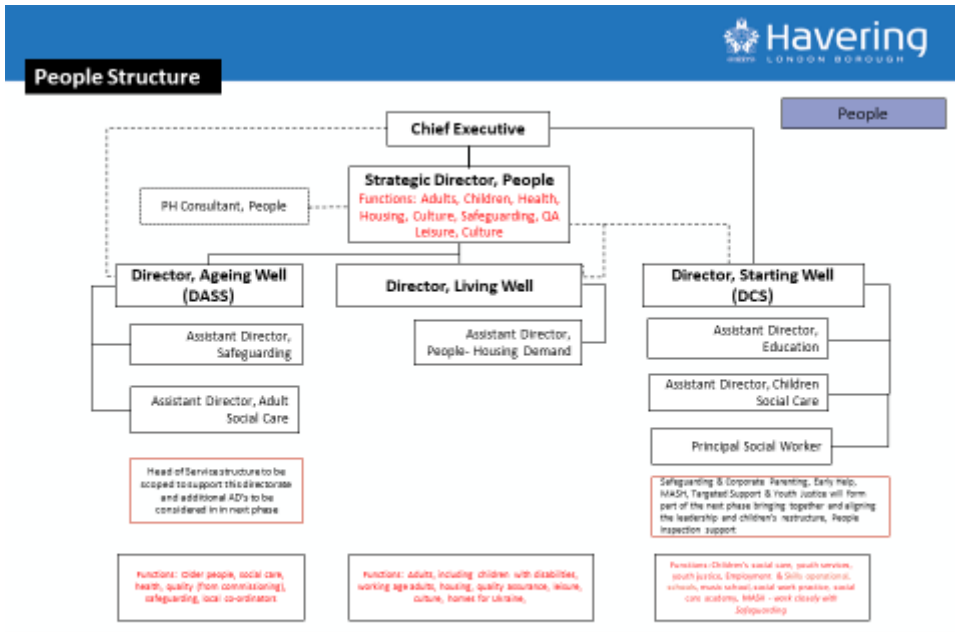 Havering
LONDON BOROUGH
People Structure
People
Chief Executive
Strategic Director, People
Functions: Adults, Children, Health,
Housing, Culture, Safeguarding, QA
Leisure, Culture
PH Consultant, People
Director, Ageing Well
(DASS)
Director, Living Well
Director, Starting Well
(DCS)
Assistant Director,
Safeguarding
Assistant Director,
People- Housing Demand
Assistant Director,
Education
Assistant Director, Adult
Social Care
Assistant Director, Children
Social Care
Principal Social Worker
Head of Service structure to be
scoped to support this directorate
and additional AD's to be
considered in in next phase
Safeguarding & Corporate Parenting, Early Help,
MASH, Targeted Support & Youth Justice will form
part of the next phase bringing together and aligning
the leadership and children's restructure, People
Inspection support
Functions: Older people, social care,
health, quality (from commissioning),
safeguarding, local co-ordinators
Functions: Adults, including children with disabilities,
working age adults, housing, quality assurance, leisure,
culture, homes for Ukraine,
Functions: Children's social care, youth services,
youth justice, Employment & Skills operational,
schools, music school, social work practice, social
care academy, MASH - work closely with
Safeguarding